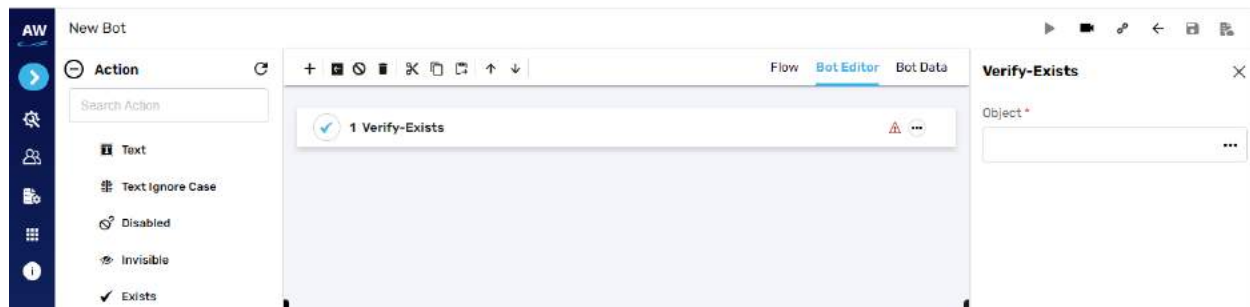 AW
New Bot
Action
Search Action
Text
Text Ignore Case
Disabled
Invisible
Exists
Flow Bot Editor Bot Data
1 Verify-Exists
Verify-Exists
Object *